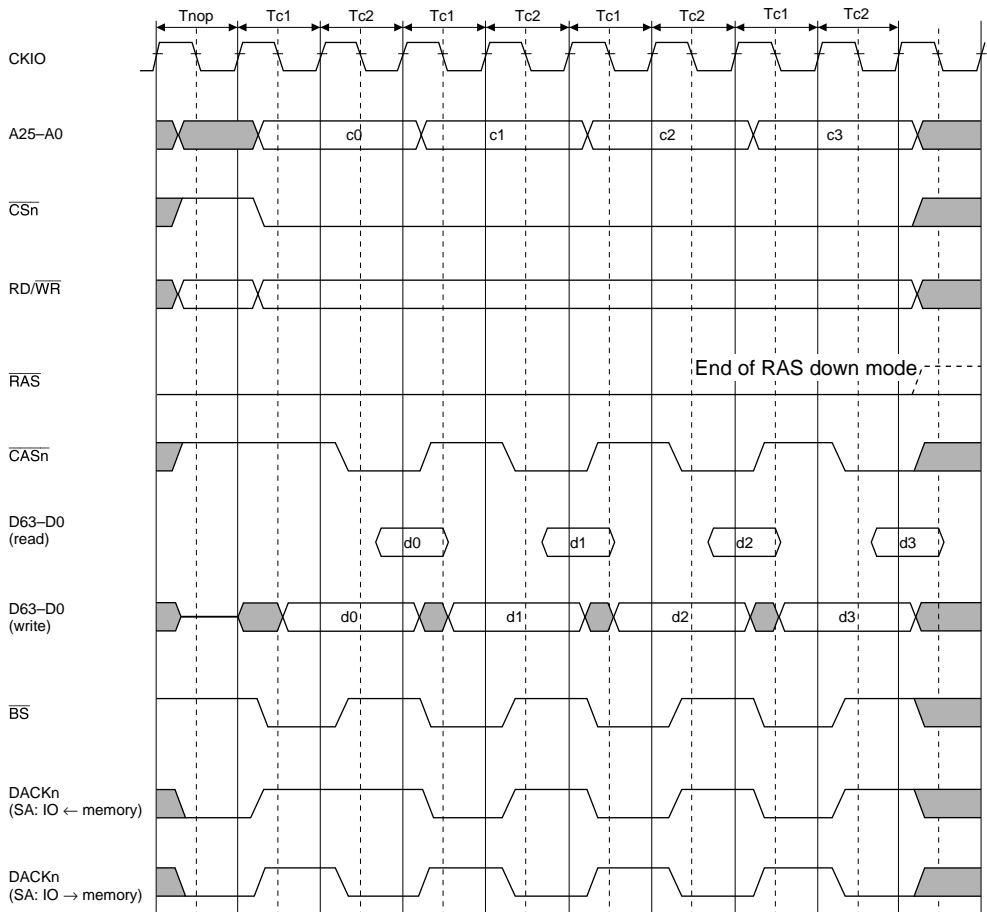 Tnop Tc1 Tc2 Tc1 Tc2 Tc1 Tc2 Tc1 Tc2
CKIO
A25–A0 c0 c1 c2 c3
CSn
RD/WR
End of RAS down mode
RAS
CASn
D63–D0
(read)
d0 d1 d2 d3
D63–D0
(write)
d0 d1 d2 d3
BS
DACKn
(SA: IO ← memory)
DACKn
(SA: IO → memory)